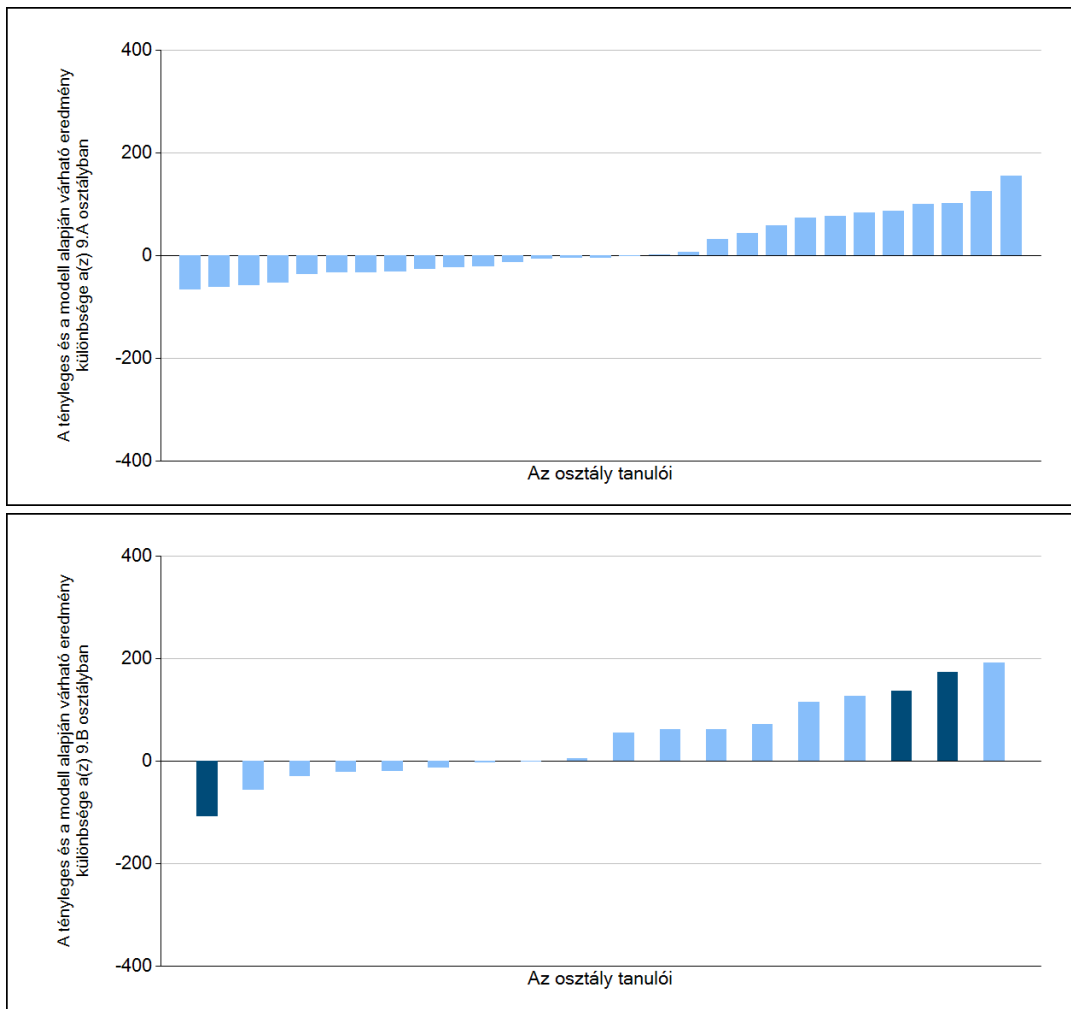 A tényleges és a modell alapján várható eredmény
különbsége a(z) 9.A osztályban
400
200
0
-200
-400
Az osztály tanulói
A tényleges és a modell alapján várható eredmény
különbsége a(z) 9.B osztályban
400
200
0
-200
-400
Az osztály tanulói